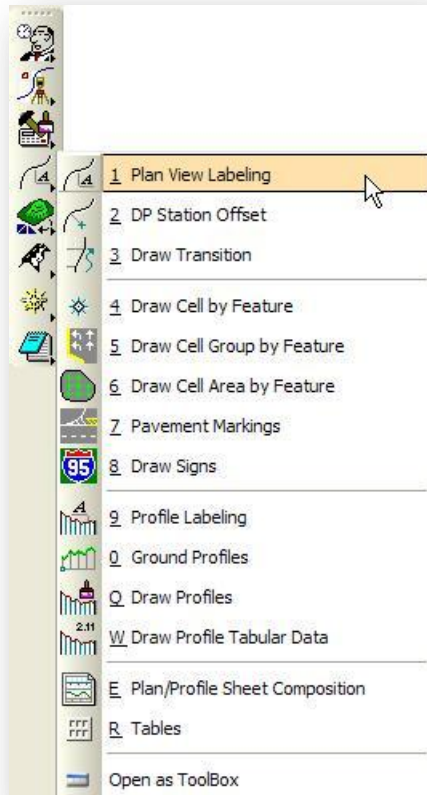 1 Plan View Labeling
2 DP Station Offset
3 Draw Transition
4 Draw Cell by Feature
5 Draw Cell Group by Feature
6 Draw Cell Area by Feature
7 Pavement Markings
95
8 Draw Signs
A
9 Profile Labeling
0 Ground Profiles
Q Draw Profiles
2.11
W Draw Profile Tabular Data
E Plan/Profile Sheet Composition
R Tables
Open as ToolBox